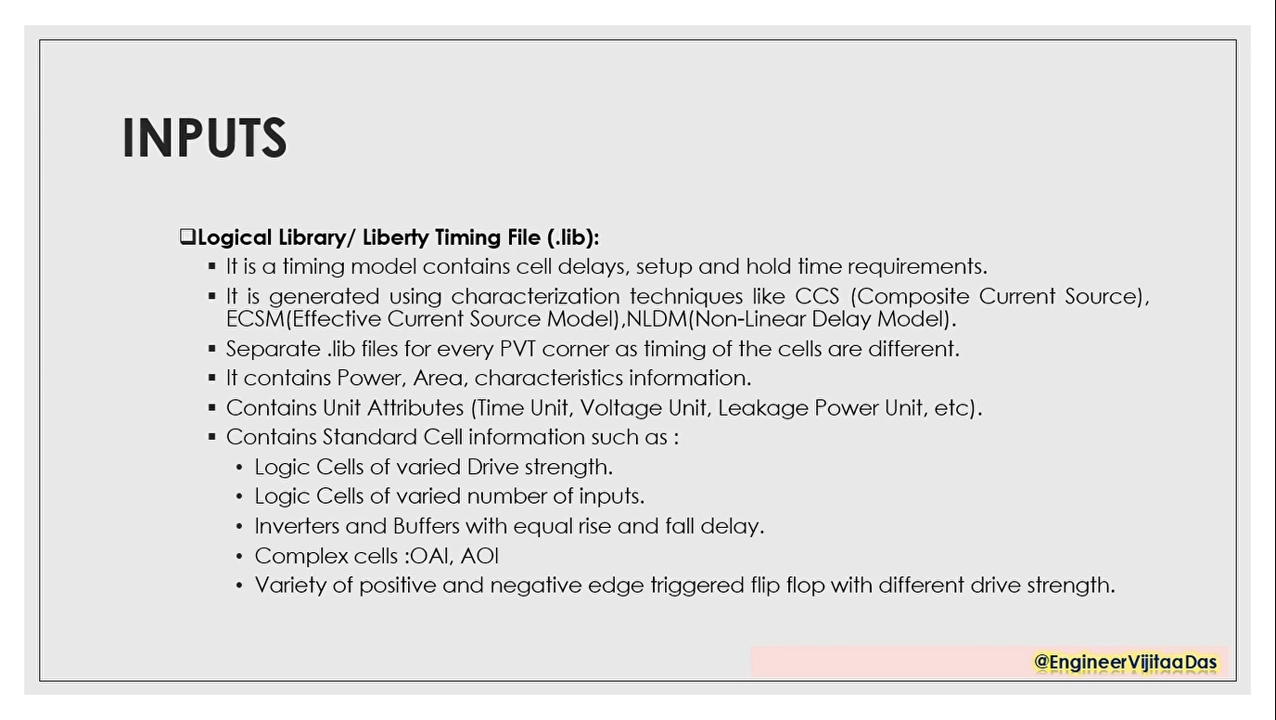 INPUTS
❑Logical Library/ Liberty Timing File (.lib):
▪ It is a timing model contains cell delays, setup and hold time requirements.
▪ It is generated using characterization techniques like CCS (Composite Current Source),
ECSM(Effective Current Source Model),NLDM(Non-Linear Delay Model).
▪ Separate .lib files for every PVT corner as timing of the cells are different.
▪ It contains Power, Area, characteristics information.
▪ Contains Unit Attributes (Time Unit, Voltage Unit, Leakage Power Unit, etc).
▪ Contains Standard Cell information such as :
• Logic Cells of varied Drive strength.
• Logic Cells of varied number of inputs.
• Inverters and Buffers with equal rise and fall delay.
• Complex cells :OAI, AOI
• Variety of positive and negative edge triggered flip flop with different drive strength.
@EngineerVijitaaDas